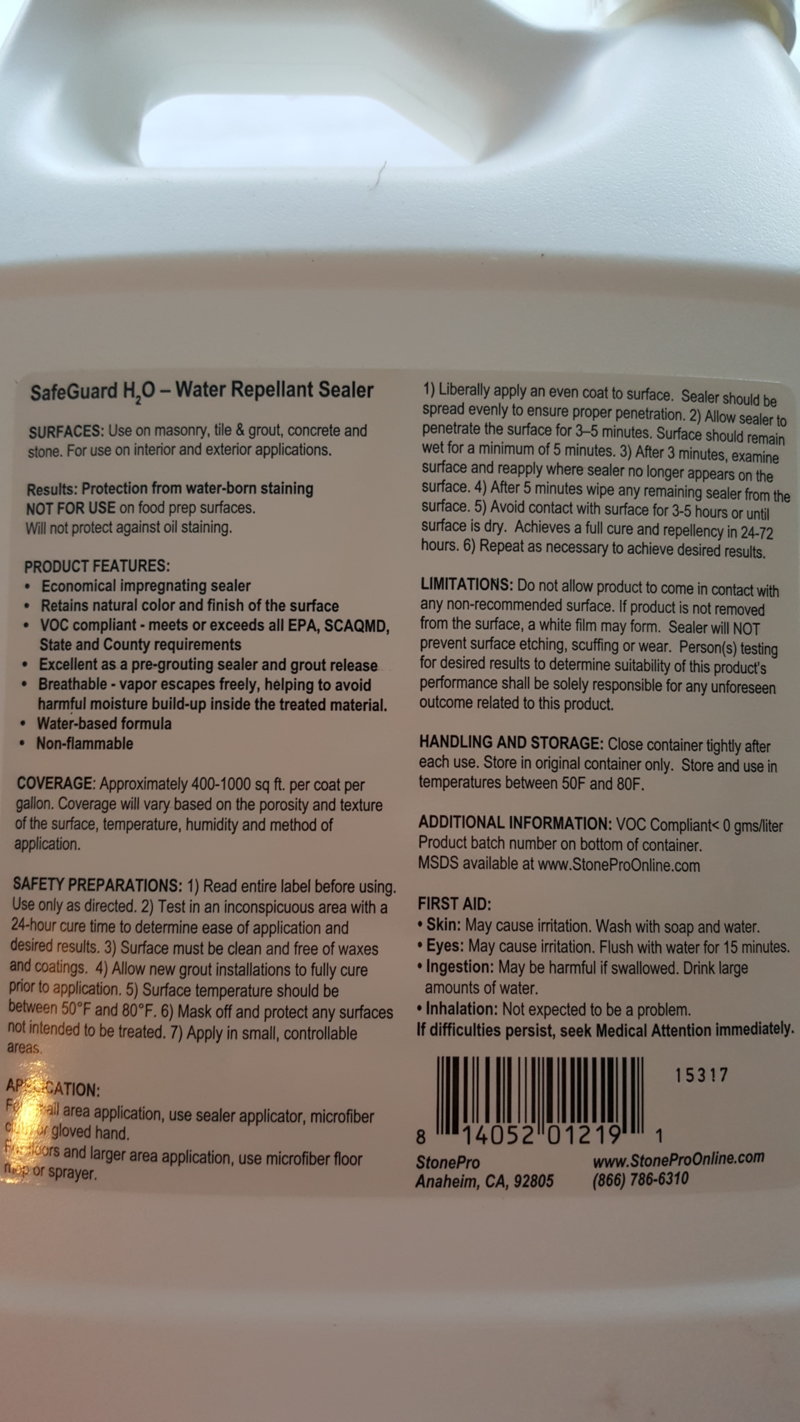 SafeGuard H₂O – Water Repellant Sealer
SURFACES: Use on masonry, tile & grout, concrete and
stone. For use on interior and exterior applications.
Results: Protection from water-born staining
NOT FOR USE on food prep surfaces.
Will not protect against oil staining.
PRODUCT FEATURES:
• Economical impregnating sealer
• Retains natural color and finish of the surface
• VOC compliant - meets or exceeds all EPA, SCAQMD,
State and County requirements
• Excellent as a pre-grouting sealer and grout release
• Breathable - vapor escapes freely, helping to avoid
harmful moisture build-up inside the treated material.
• Water-based formula
• Non-flammable
COVERAGE: Approximately 400-1000 sq ft. per coat per
gallon. Coverage will vary based on the porosity and texture
of the surface, temperature, humidity and method of
application.
SAFETY PREPARATIONS: 1) Read entire label before using.
Use only as directed. 2) Test in an inconspicuous area with a
24-hour cure time to determine ease of application and
desired results. 3) Surface must be clean and free of waxes
and coatings. 4) Allow new grout installations to fully cure
prior to application. 5) Surface temperature should be
between 50°F and 80°F. 6) Mask off and protect any surfaces
not intended to be treated. 7) Apply in small, controllable
areas.
APPLICATION:
For small area application, use sealer applicator, microfiber
or gloved hand.
For floors and larger area application, use microfiber floor
mop or sprayer.
1) Liberally apply an even coat to surface. Sealer should be
spread evenly to ensure proper penetration. 2) Allow sealer to
penetrate the surface for 3–5 minutes. Surface should remain
wet for a minimum of 5 minutes. 3) After 3 minutes, examine
surface and reapply where sealer no longer appears on the
surface. 4) After 5 minutes wipe any remaining sealer from the
surface. 5) Avoid contact with surface for 3-5 hours or until
surface is dry. Achieves a full cure and repellency in 24-72
hours. 6) Repeat as necessary to achieve desired results.
LIMITATIONS: Do not allow product to come in contact with
any non-recommended surface. If product is not removed
from the surface, a white film may form. Sealer will NOT
prevent surface etching, scuffing or wear. Person(s) testing
for desired results to determine suitability of this product's
performance shall be solely responsible for any unforeseen
outcome related to this product.
HANDLING AND STORAGE: Close container tightly after
each use. Store in original container only. Store and use in
temperatures between 50F and 80F.
ADDITIONAL INFORMATION: VOC Compliant< 0 gms/liter
Product batch number on bottom of container.
MSDS available at www.StoneProOnline.com
FIRST AID:
• Skin: May cause irritation. Wash with soap and water.
• Eyes: May cause irritation. Flush with water for 15 minutes.
• Ingestion: May be harmful if swallowed. Drink large
amounts of water.
• Inhalation: Not expected to be a problem.
If difficulties persist, seek Medical Attention immediately.
15317
8 14052 01219 1
StonePro www.StoneProOnline.com
Anaheim, CA, 92805 (866) 786-6310